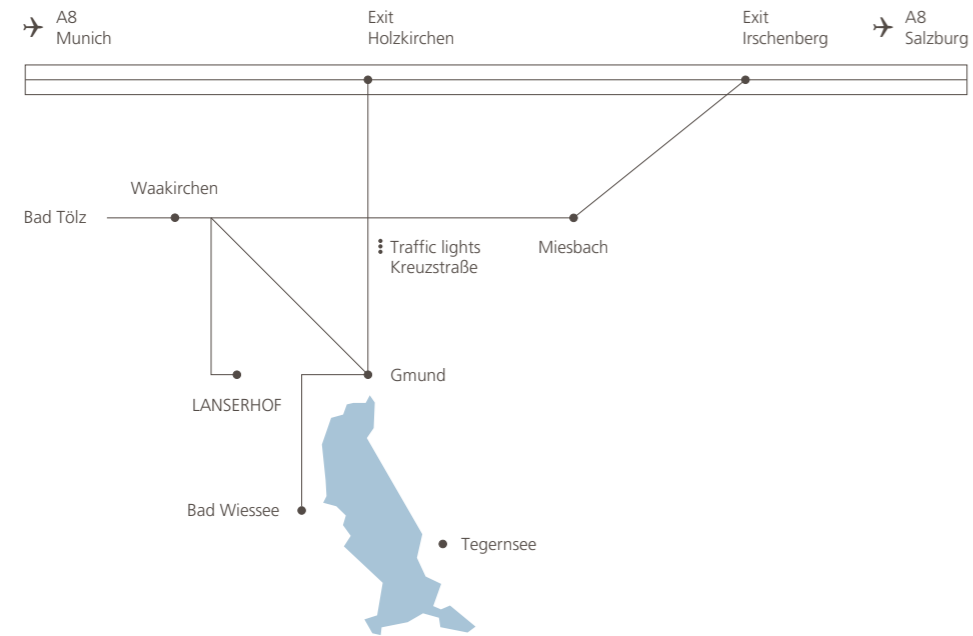 A8
Munich
Exit
Holzkirchen
Exit
Irschenberg
A8
Salzburg
Waakirchen
Bad Tölz
Traffic lights
Kreuzstraße
Miesbach
Gmund
LANSERHOF
Bad Wiessee
Tegernsee